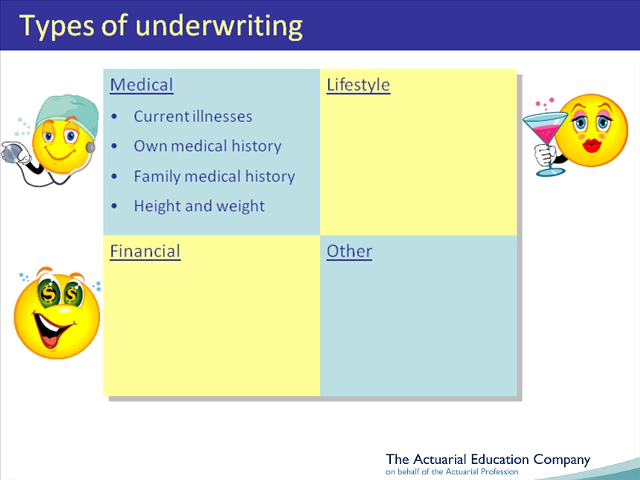 Types of underwriting
Medical
• Current illnesses
• Own medical history
• Family medical history
• Height and weight
Lifestyle
Financial
Other
$ $
The Actuarial Education Company
on behalf of the Actuarial Profession